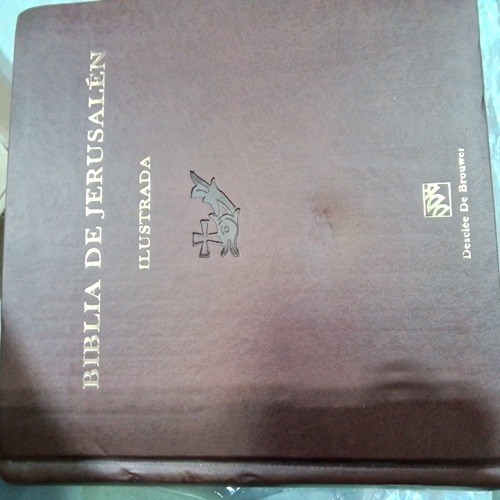 BIBLIA DE JERUSALÉN
ILUSTRADA
Desclée De Brouwer